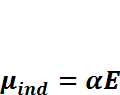 μ_ind = αE